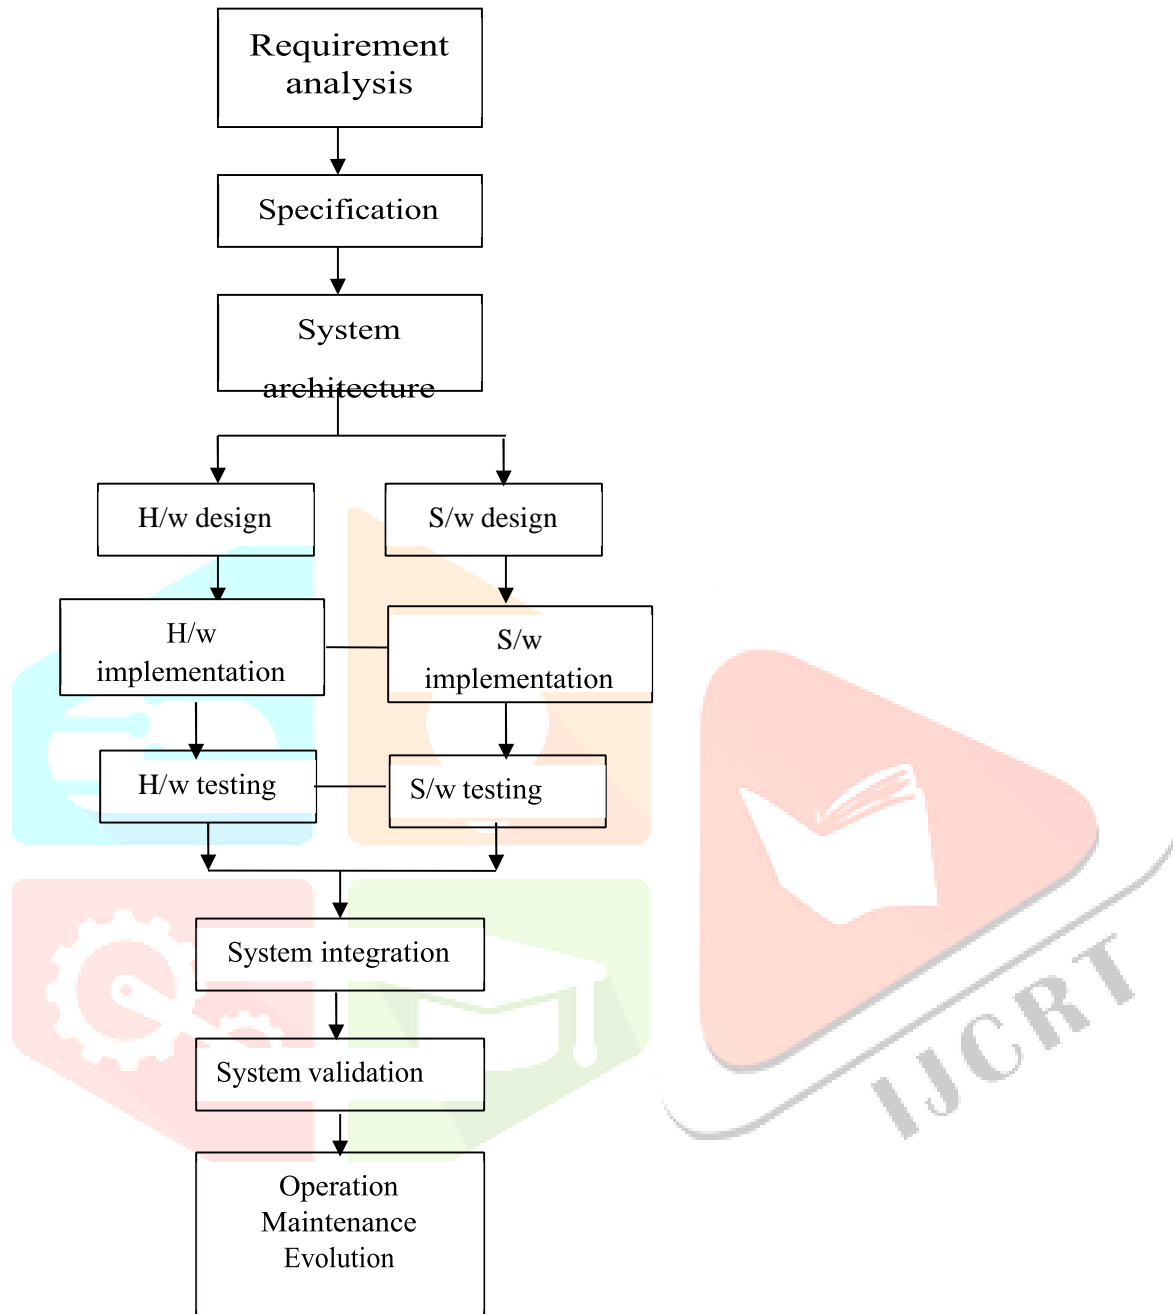 Requirement
analysis
Specification
System
architecture
H/w design
S/w design
H/w
implementation
S/w
implementation
H/w testing
S/w testing
System integration
System validation
Operation
Maintenance
Evolution
IJCRT